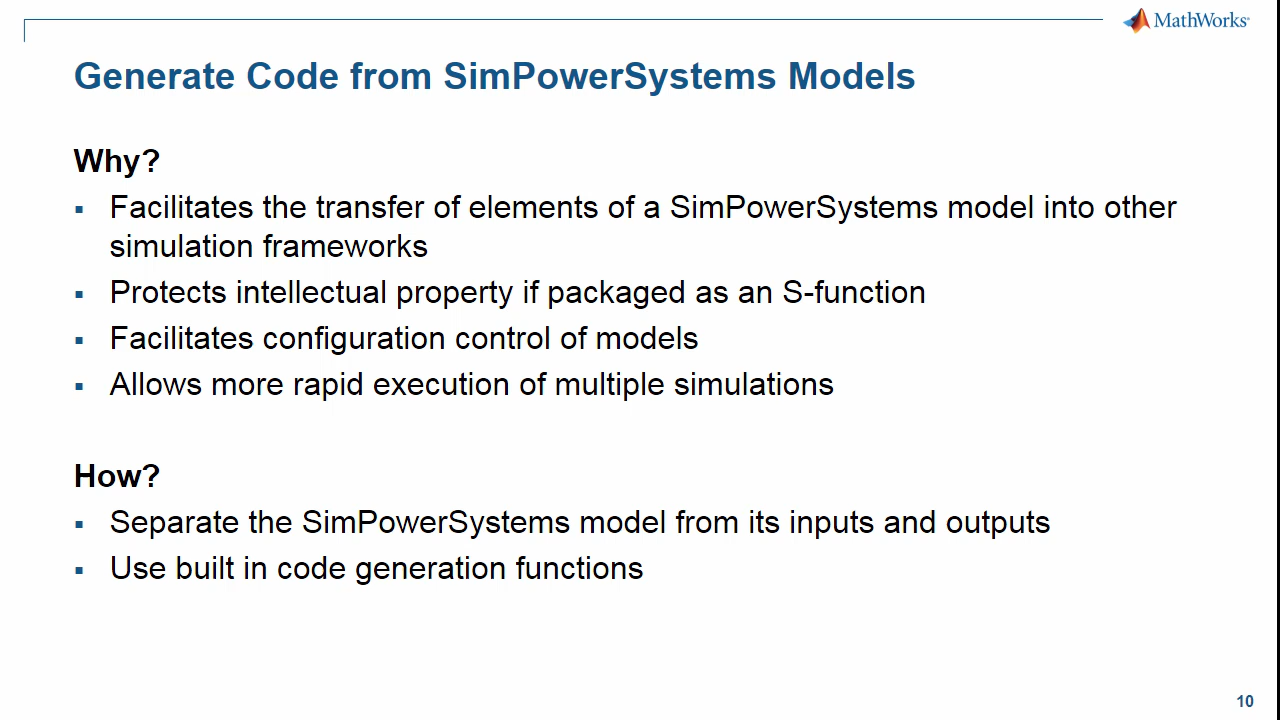 MathWorks®
Generate Code from SimPowerSystems Models
Why?
▪ Facilitates the transfer of elements of a SimPowerSystems model into other
simulation frameworks
▪ Protects intellectual property if packaged as an S-function
▪ Facilitates configuration control of models
▪ Allows more rapid execution of multiple simulations
How?
▪ Separate the SimPowerSystems model from its inputs and outputs
▪ Use built in code generation functions
10